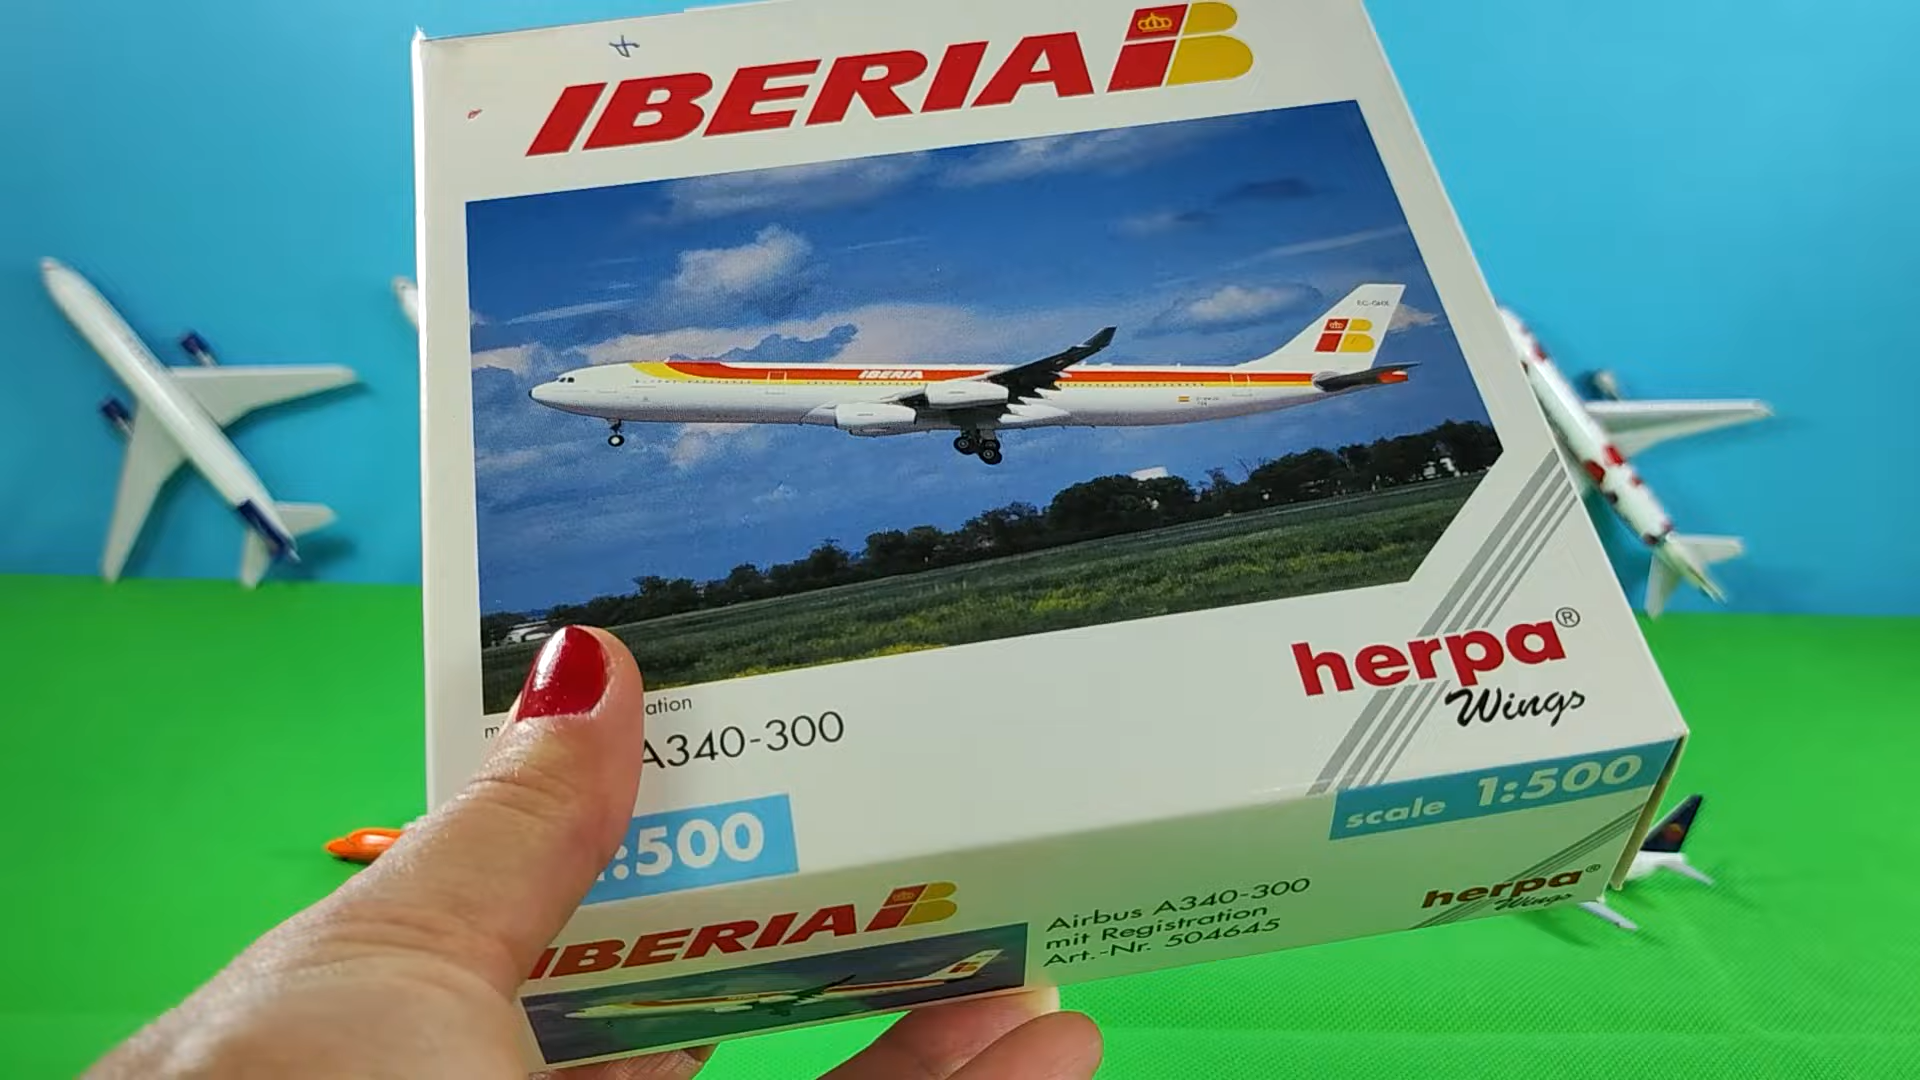 IBERIA
IBERIA
ation
A340-300
:500
herpa®
Wings
scale 1:500
IBERIA
Airbus A340-300
mit Registration
Art.-Nr. 504645
herpa®
Wings